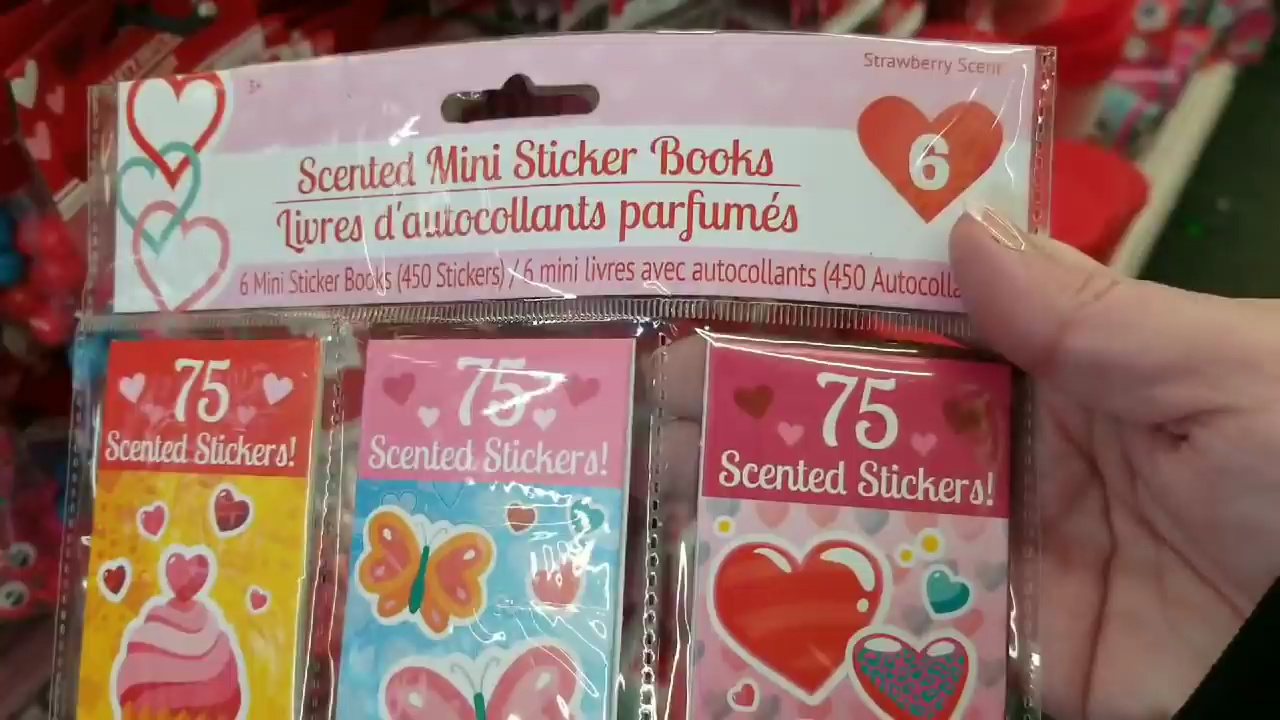 3+
Strawberry Scent
Scented Mini Sticker Books
6
Livres d'autocollants parfumés
6 Mini Sticker Books (450 Stickers) / 6 mini livres avec autocollants (450
75
Scented Stickers!
75
Scented Stickers!
75
Scented Stickers!